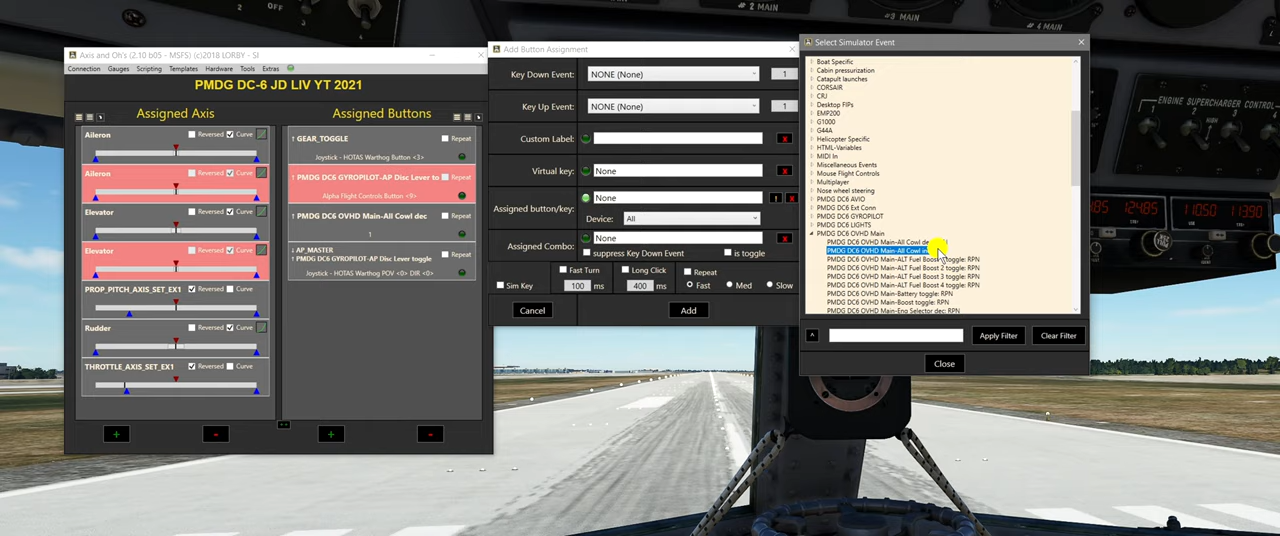 OFF
# 2 MAIN
# 3 MAIN
# 4 MAIN
Axis and Oh's (2.10 b05 - MSFS) (c)2018 LORBY - SI
Connection Gauges Scripting Templates Hardware Tools Extras
PMDG DC-6 JD LIV YT 2021
Assigned Axis
Aileron Reversed Curve
Aileron Reversed Curve
Elevator Reversed Curve
Elevator Reversed Curve
PROP_PITCH_AXIS_SET_EX1 Reversed Curve
Rudder Reversed Curve
THROTTLE_AXIS_SET_EX1 Reversed Curve
+ -
Assigned Buttons
↑ GEAR_TOGGLE Repeat
Joystick - HOTAS Warthog Button <3>
↑ PMDG DC6 GYROPILOT-AP Disc Lever to Repeat
Alpha Flight Controls Button <9>
↑ PMDG DC6 OVHD Main-All Cowl dec Repeat
1
↓ AP_MASTER
↑ PMDG DC6 GYROPILOT-AP Disc Lever toggle Repeat
Joystick - HOTAS Warthog POV <0> DIR <0>
+ -
Add Button Assignment
Key Down Event: NONE (None) 1
Key Up Event: NONE (None) 1
Custom Label: x
Virtual key: None x
Assigned button/key: None ! x
Device: All
Assigned Combo: None x
suppress Key Down Event is toggle
Sim Key Fast Turn 100 ms Long Click 400 ms Repeat
Fast Med Slow
Cancel Add
Select Simulator Event
Boat Specific
Cabin pressurization
Catapult launches
CORSAIR
CRJ
Desktop FIPs
EMP200
G1000
G44A
Helicopter Specific
HTML-Variables
MIDI In
Miscellaneous Events
Mouse Flight Controls
Multiplayer
Nose wheel steering
PMDG DC6 AVIO
PMDG DC6 Ext Conn
PMDG DC6 GYROPILOT
PMDG DC6 LIGHTS
PMDG DC6 OVHD Main
PMDG DC6 OVHD Main-All Cowl
PMDG DC6 OVHD Main-All Cowl
PMDG DC6 OVHD Main-ALT Fuel Boost toggle: RPN
PMDG DC6 OVHD Main-ALT Fuel Boost 2 toggle: RPN
PMDG DC6 OVHD Main-ALT Fuel Boost 3 toggle: RPN
PMDG DC6 OVHD Main-ALT Fuel Boost 4 toggle: RPN
PMDG DC6 OVHD Main-Battery toggle: RPN
PMDG DC6 OVHD Main-Boost toggle: RPN
PMDG DC6 OVHD Main-Eng Selector dec: RPN
^ Apply Filter Clear Filter
Close
ENGINE SUPERCHARGER CONTROL
124.85 110.50 113.90